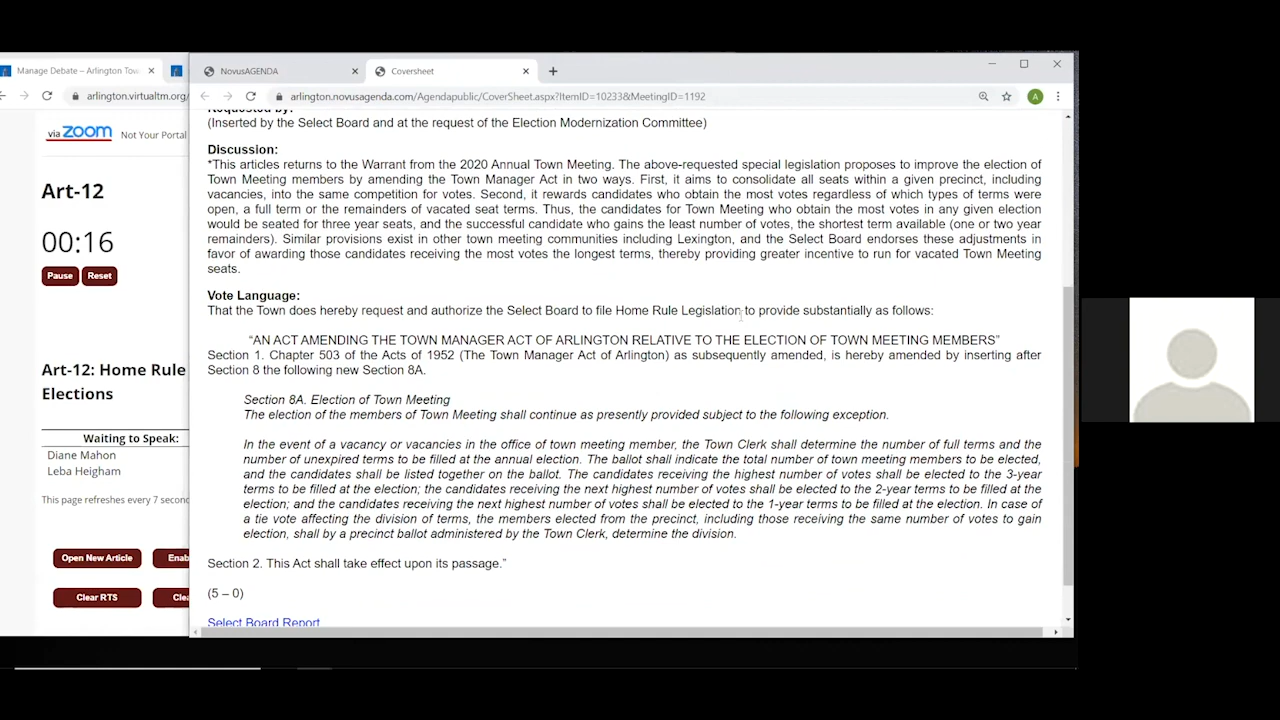 Manage Debate – Arlington Tow
arlington.virtualtm.org/
via zoom Not Your Portal
Art-12
00:16
Pause Reset
Art-12: Home Rule
Elections
Waiting to Speak:
Diane Mahon
Leba Heigham
This page refreshes every 7 second
Open New Article Enab
Clear RTS Cle
NovusAGENDA
Coversheet
arlington.novusagenda.com/Agendapublic/CoverSheet.aspx?ItemID=10233&MeetingID=1192
A
Requested by:
(Inserted by the Select Board and at the request of the Election Modernization Committee)
Discussion:
*This articles returns to the Warrant from the 2020 Annual Town Meeting. The above-requested special legislation proposes to improve the election of
Town Meeting members by amending the Town Manager Act in two ways. First, it aims to consolidate all seats within a given precinct, including
vacancies, into the same competition for votes. Second, it rewards candidates who obtain the most votes regardless of which types of terms were
open, a full term or the remainders of vacated seat terms. Thus, the candidates for Town Meeting who obtain the most votes in any given election
would be seated for three year seats, and the successful candidate who gains the least number of votes, the shortest term available (one or two year
remainders). Similar provisions exist in other town meeting communities including Lexington, and the Select Board endorses these adjustments in
favor of awarding those candidates receiving the most votes the longest terms, thereby providing greater incentive to run for vacated Town Meeting
seats.
Vote Language:
That the Town does hereby request and authorize the Select Board to file Home Rule Legislation to provide substantially as follows:
“AN ACT AMENDING THE TOWN MANAGER ACT OF ARLINGTON RELATIVE TO THE ELECTION OF TOWN MEETING MEMBERS”
Section 1. Chapter 503 of the Acts of 1952 (The Town Manager Act of Arlington) as subsequently amended, is hereby amended by inserting after
Section 8 the following new Section 8A.
Section 8A. Election of Town Meeting
The election of the members of Town Meeting shall continue as presently provided subject to the following exception.
In the event of a vacancy or vacancies in the office of town meeting member, the Town Clerk shall determine the number of full terms and the
number of unexpired terms to be filled at the annual election. The ballot shall indicate the total number of town meeting members to be elected,
and the candidates shall be listed together on the ballot. The candidates receiving the highest number of votes shall be elected to the 3-year
terms to be filled at the election; the candidates receiving the next highest number of votes shall be elected to the 2-year terms to be filled at the
election; and the candidates receiving the next highest number of votes shall be elected to the 1-year terms to be filled at the election. In case of
a tie vote affecting the division of terms, the members elected from the precinct, including those receiving the same number of votes to gain
election, shall by a precinct ballot administered by the Town Clerk, determine the division.
Section 2. This Act shall take effect upon its passage.”
(5 – 0)
Select Board Report